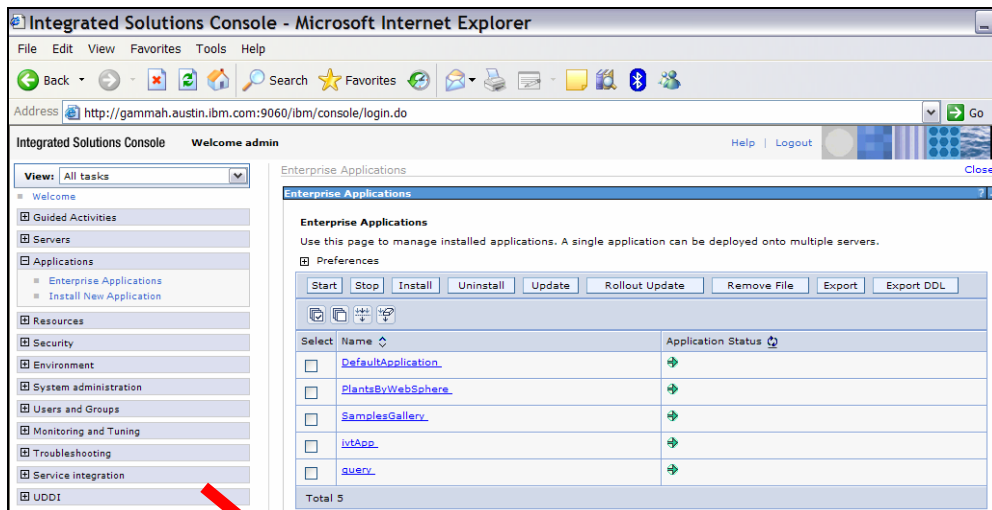 Integrated Solutions Console - Microsoft Internet Explorer
File Edit View Favorites Tools Help
Back Search Favorites
Address http://gammah.austin.ibm.com:9060/ibm/console/login.do Go
Integrated Solutions Console Welcome admin Help | Logout
View: All tasks
Welcome
Guided Activities
Servers
Applications
Enterprise Applications
Install New Application
Resources
Security
Environment
System administration
Users and Groups
Monitoring and Tuning
Troubleshooting
Service integration
UDDI
Enterprise Applications Close
Enterprise Applications ?
Enterprise Applications
Use this page to manage installed applications. A single application can be deployed onto multiple servers.
Preferences
Start Stop Install Uninstall Update Rollout Update Remove File Export Export DDL
Select Name Application Status
DefaultApplication
PlantsByWebSphere
SamplesGallery
ivtApp
query
Total 5